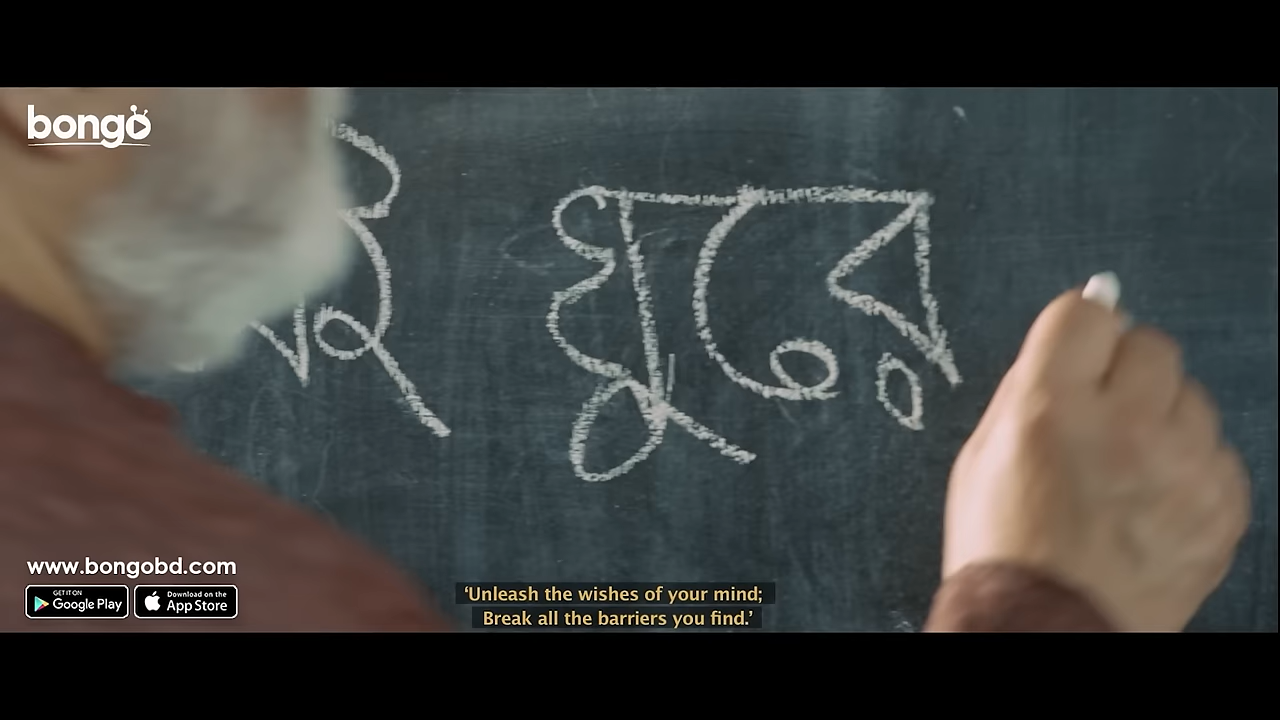 bongo
ঘুরে
www.bongobd.com
GET IT ON
Google Play
Download on the
App Store
‘Unleash the wishes of your mind;
Break all the barriers you find.’